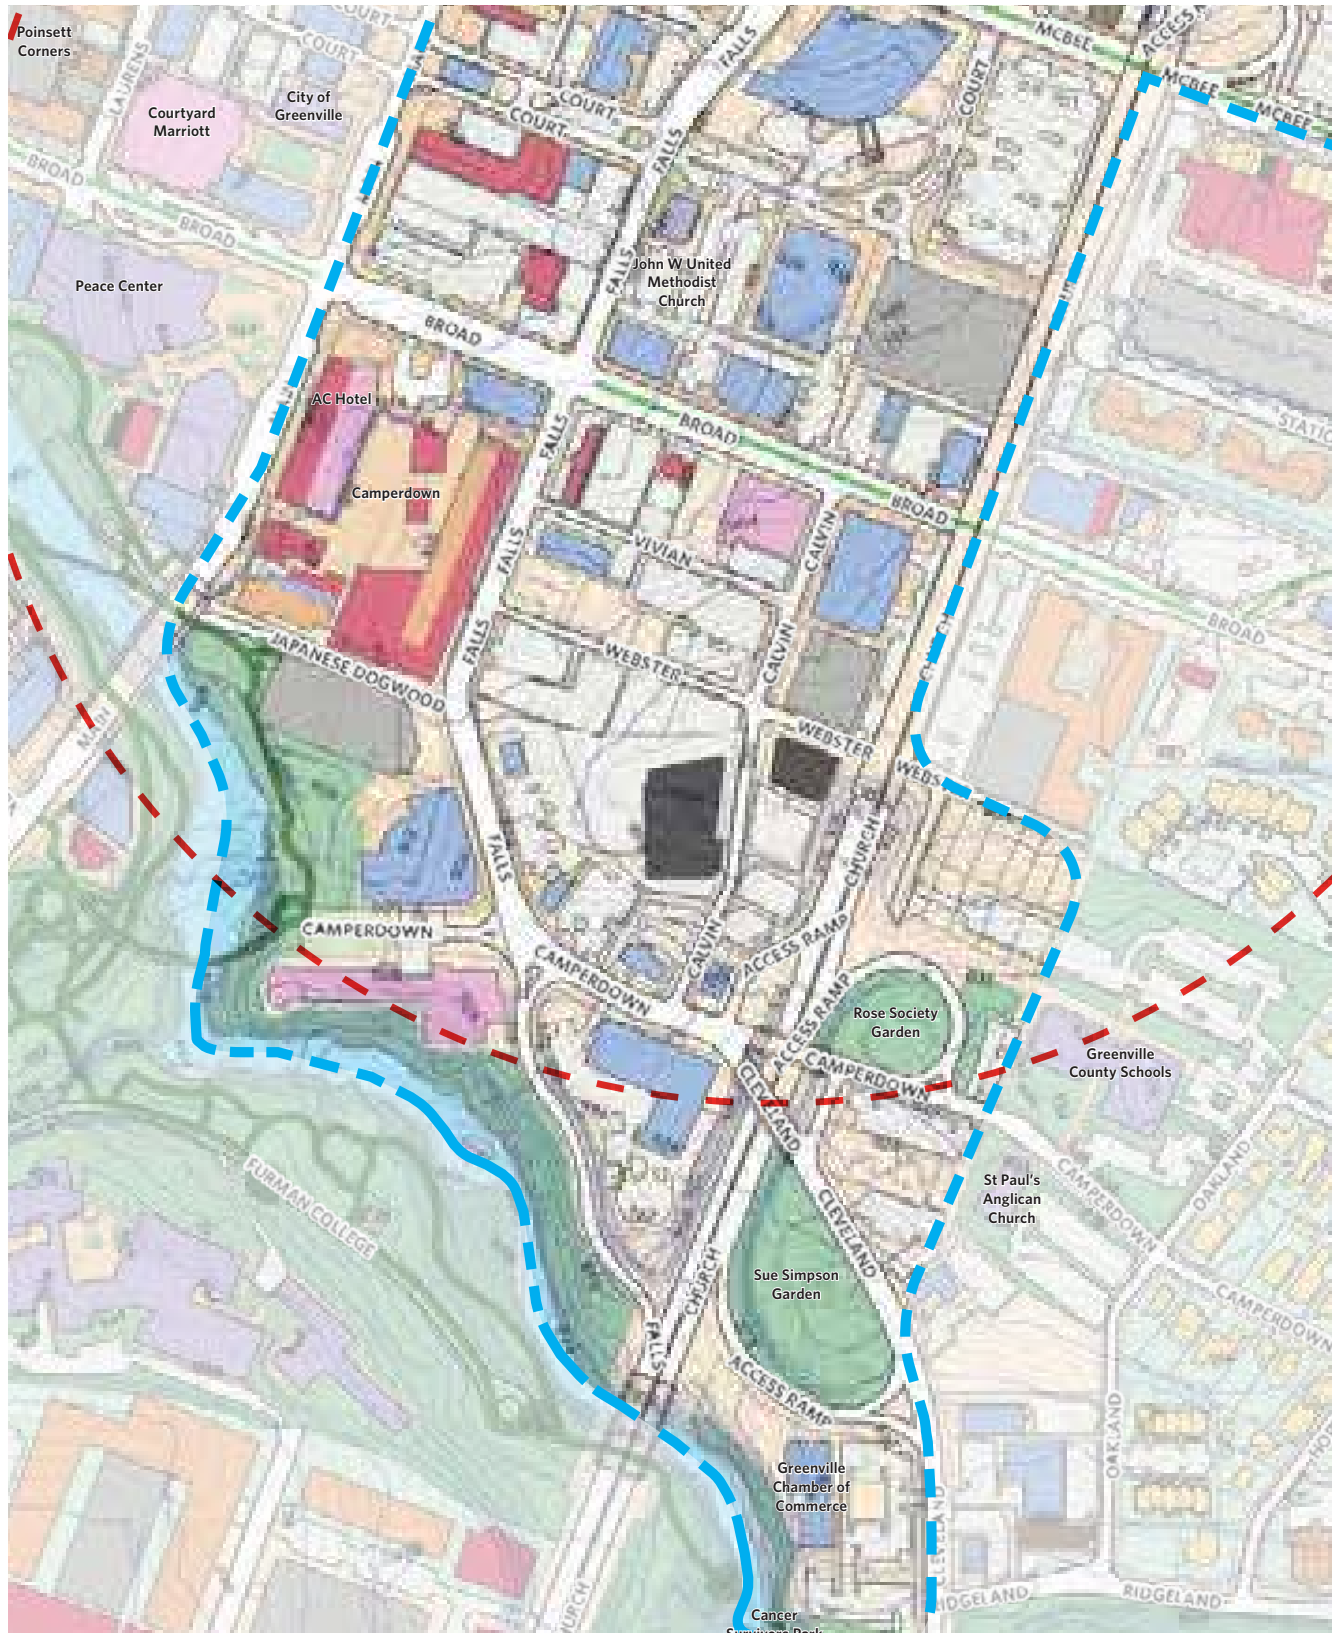 COURT
McBEE
ACCESS
Poinsett
Corners
COURT
FALLS
LAURENS
COURT
McBEE
McBEE
City of
Greenville
Courtyard
Marriott
COURT
COURT
FALLS
BROAD
BROAD
FALLS
John W United
Methodist
Church
Peace Center
BROAD
AC Hotel
FALLS
BROAD
Camperdown
BROAD
CALVIN
FALLS
VIVIAN
BROAD
JAPANESE DOGWOOD
FALLS
WEBSTER
CALVIN
MAIN
WEBSTER
FALLS
CHURCH
CAMPERDOWN
CAMPERDOWN
CALVIN
ACCESS RAMP
ACCESS RAMP
Rose Society
Garden
CAMPERDOWN
Greenville
County Schools
CLEVELAND
FURMAN COLLEGE
St Paul's
Anglican
Church
CAMPERDOWN
OAKLAND
CLEVELAND
CHURCH
Sue Simpson
Garden
CAMPERDOWN
FALLS
ACCESS RAMP
OAKLAND
Greenville
Chamber of
Commerce
CLEVELAND
RIDGELAND
Cancer